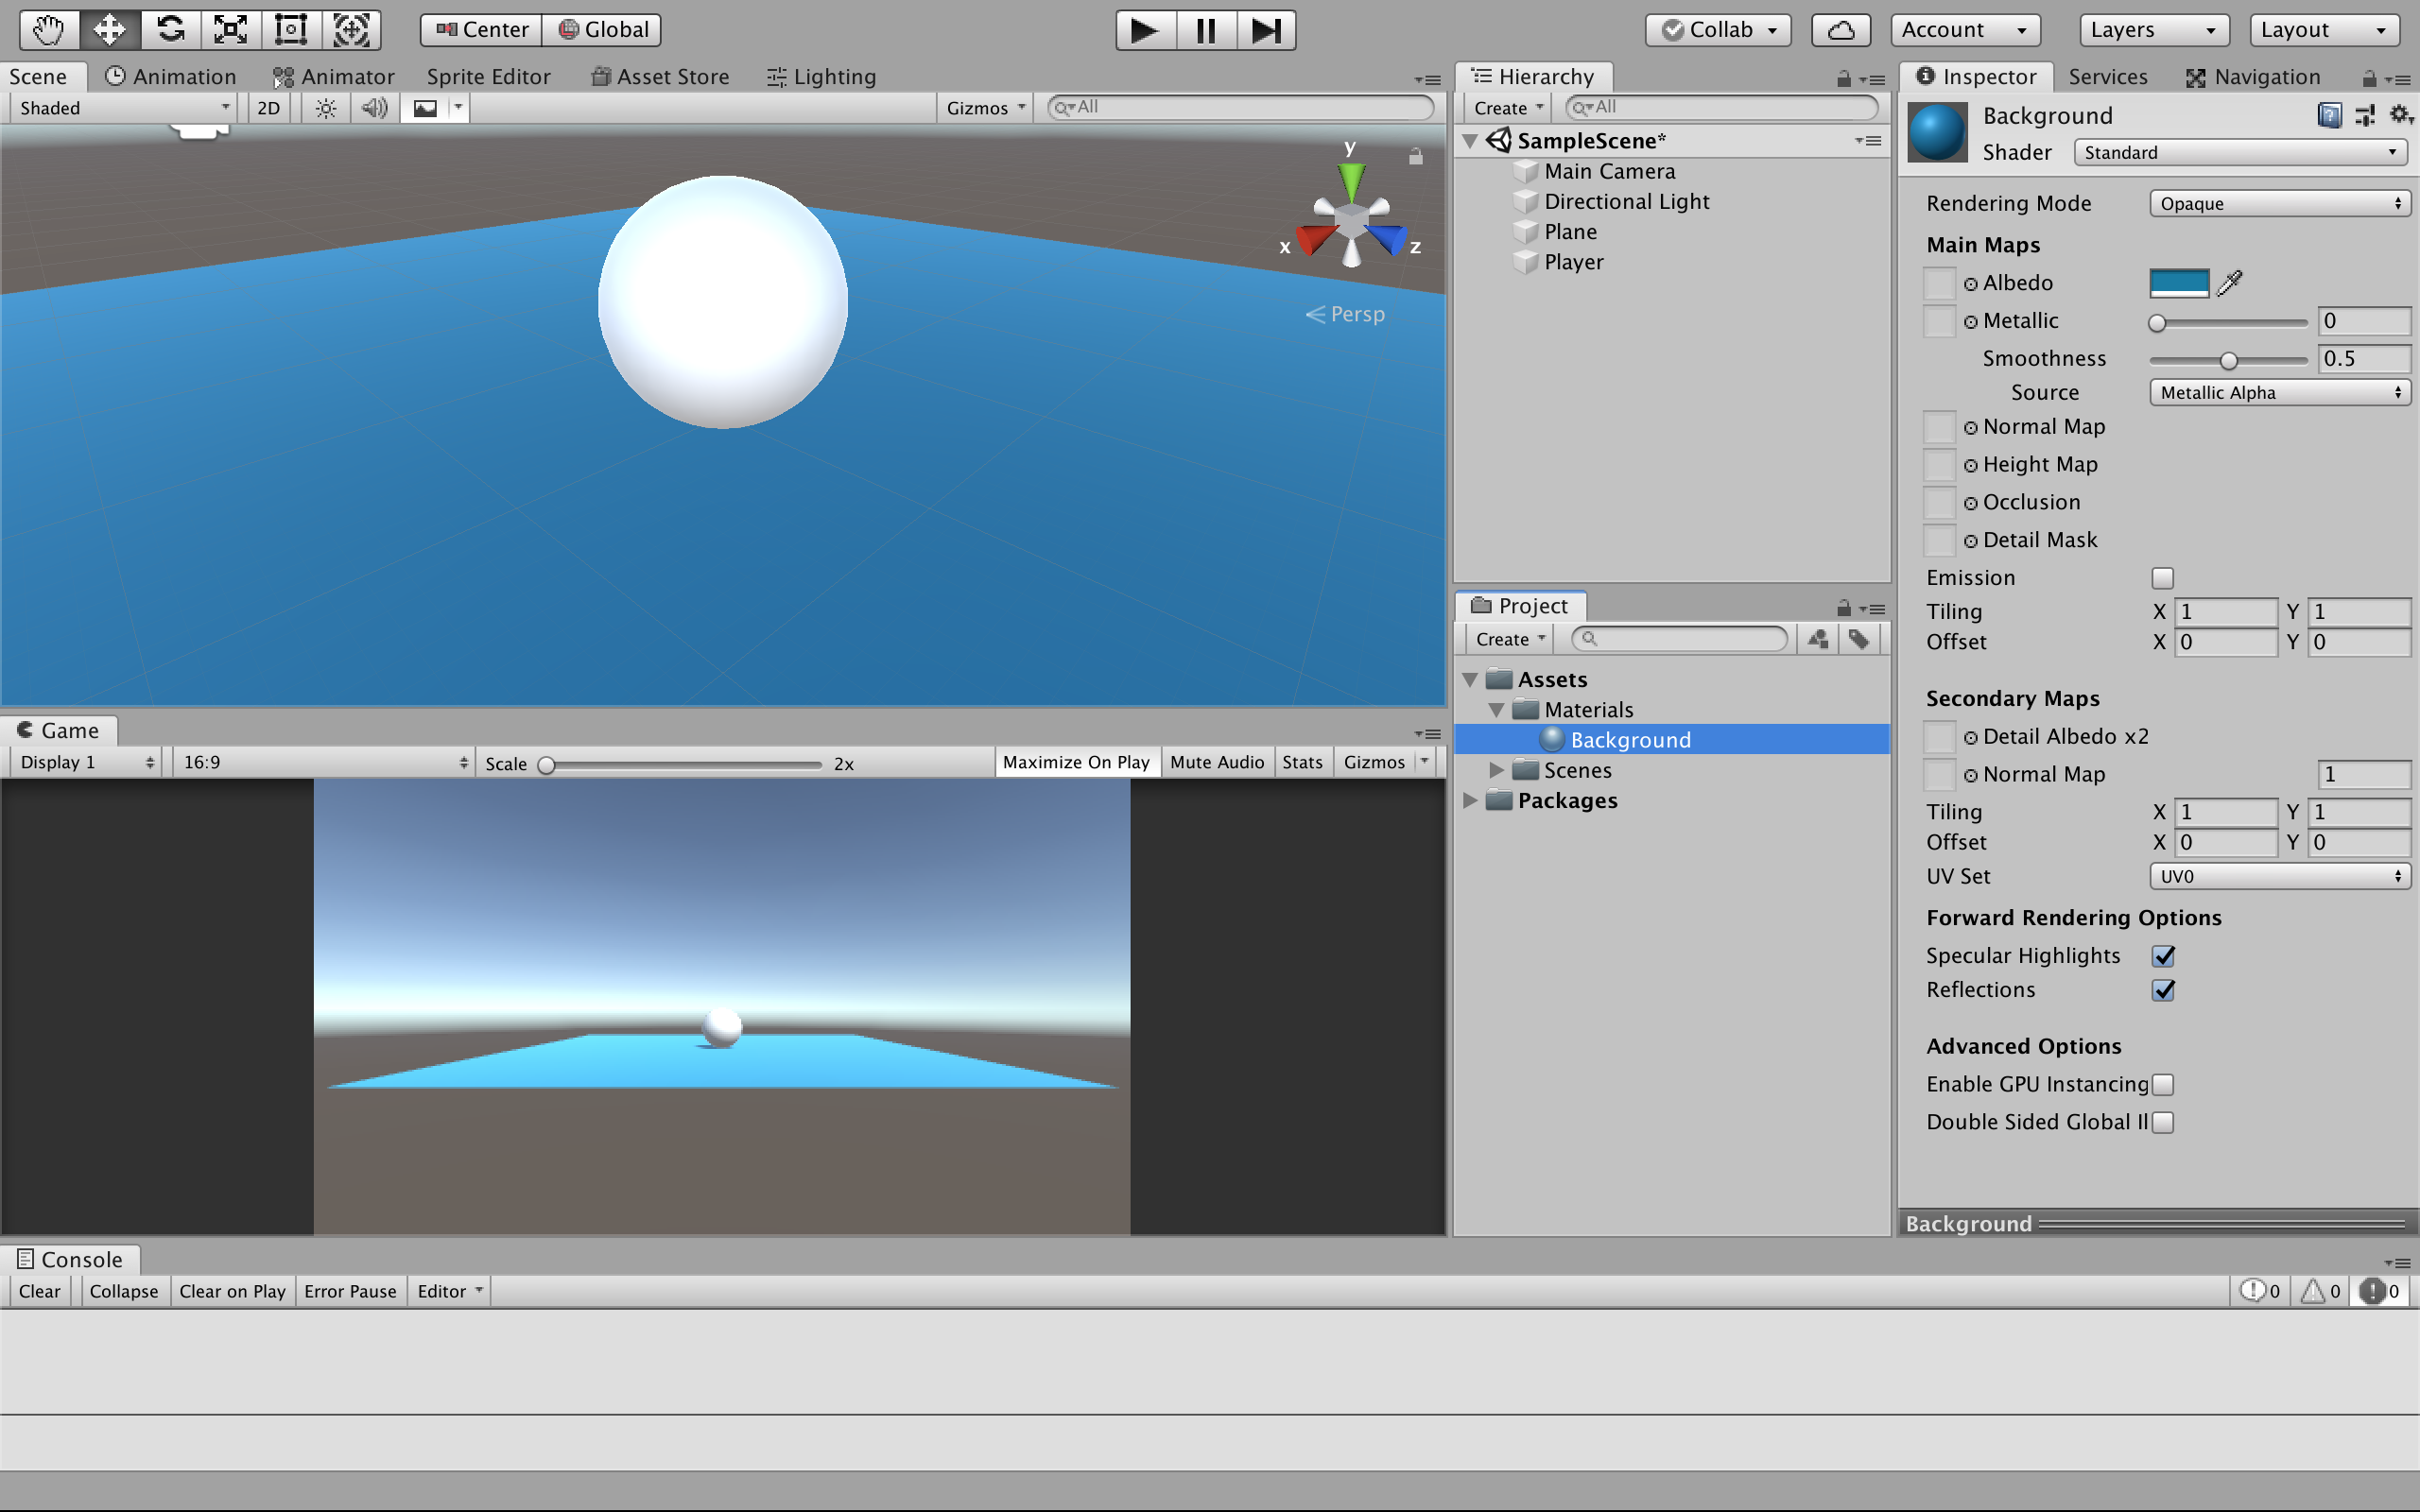 Center Global Collab Account Layers Layout
Scene Animation Animator Sprite Editor Asset Store Lighting
Shaded 2D Gizmos All
y
x z
Persp
Game
Display 1 16:9 Scale 2x Maximize On Play Mute Audio Stats Gizmos
Hierarchy
Create All
SampleScene*
Main Camera
Directional Light
Plane
Player
Project
Create
Assets
Materials
Background
Scenes
Packages
Inspector Services Navigation
Background
Shader Standard
Rendering Mode Opaque
Main Maps
Albedo
Metallic 0
Smoothness 0.5
Source Metallic Alpha
Normal Map
Height Map
Occlusion
Detail Mask
Emission
Tiling X 1 Y 1
Offset X 0 Y 0
Secondary Maps
Detail Albedo x2
Normal Map 1
Tiling X 1 Y 1
Offset X 0 Y 0
UV Set UV0
Forward Rendering Options
Specular Highlights
Reflections
Advanced Options
Enable GPU Instancing
Double Sided Global Il
Background
Console
Clear Collapse Clear on Play Error Pause Editor 0 0 0